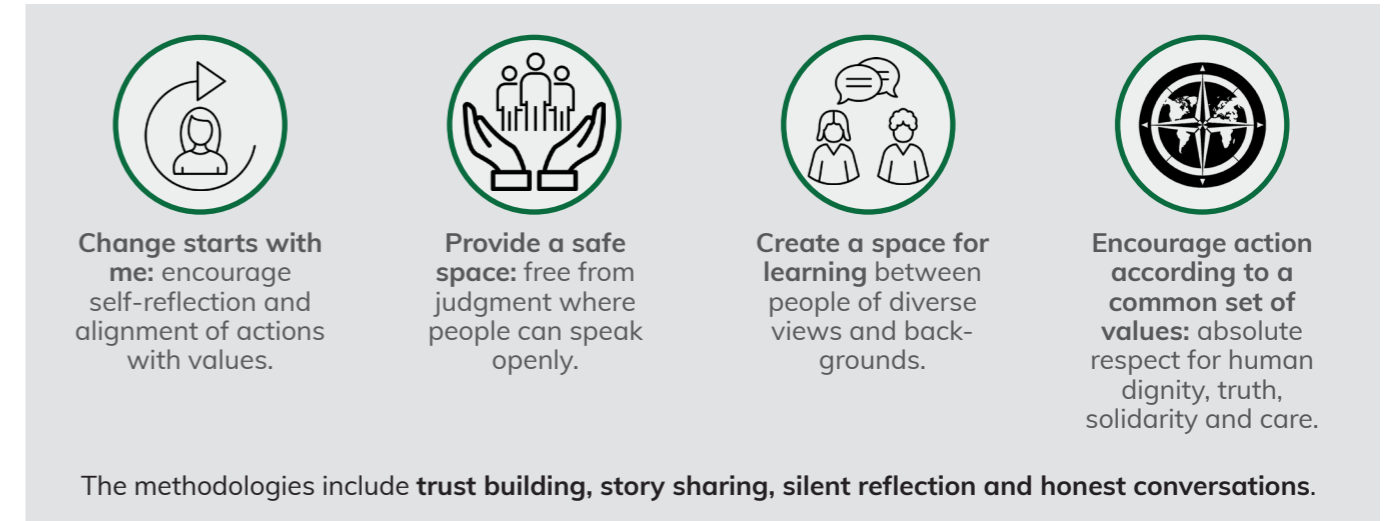 Change starts with
me: encourage
self-reflection and
alignment of actions
with values.
Provide a safe
space: free from
judgment where
people can speak
openly.
Create a space for
learning between
people of diverse
views and back-
grounds.
Encourage action
according to a
common set of
values: absolute
respect for human
dignity, truth,
solidarity and care.
The methodologies include trust building, story sharing, silent reflection and honest conversations.